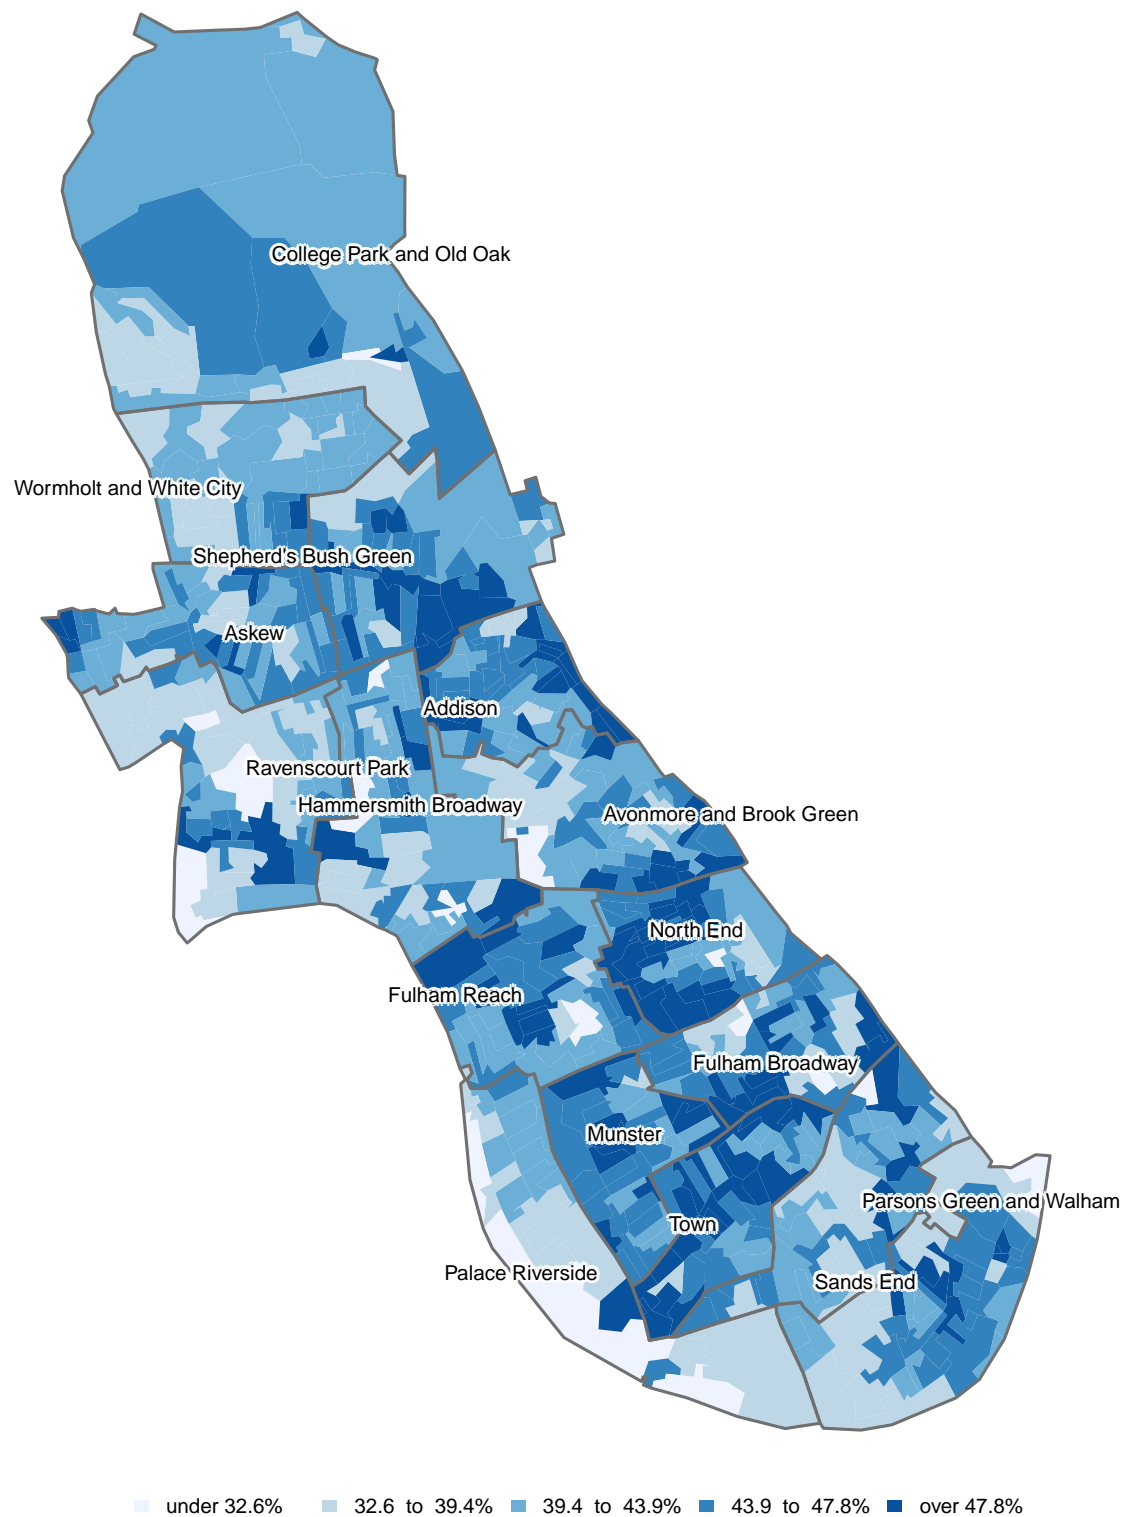 College Park and Old Oak
Wormholt and White City
Shepherd's Bush Green
Askew
Addison
Ravenscourt Park
Hammersmith Broadway
Avonmore and Brook Green
North End
Fulham Reach
Fulham Broadway
Munster
Parsons Green and Walham
Town
Palace Riverside
Sands End
under 32.6% 32.6 to 39.4% 39.4 to 43.9% 43.9 to 47.8% over 47.8%